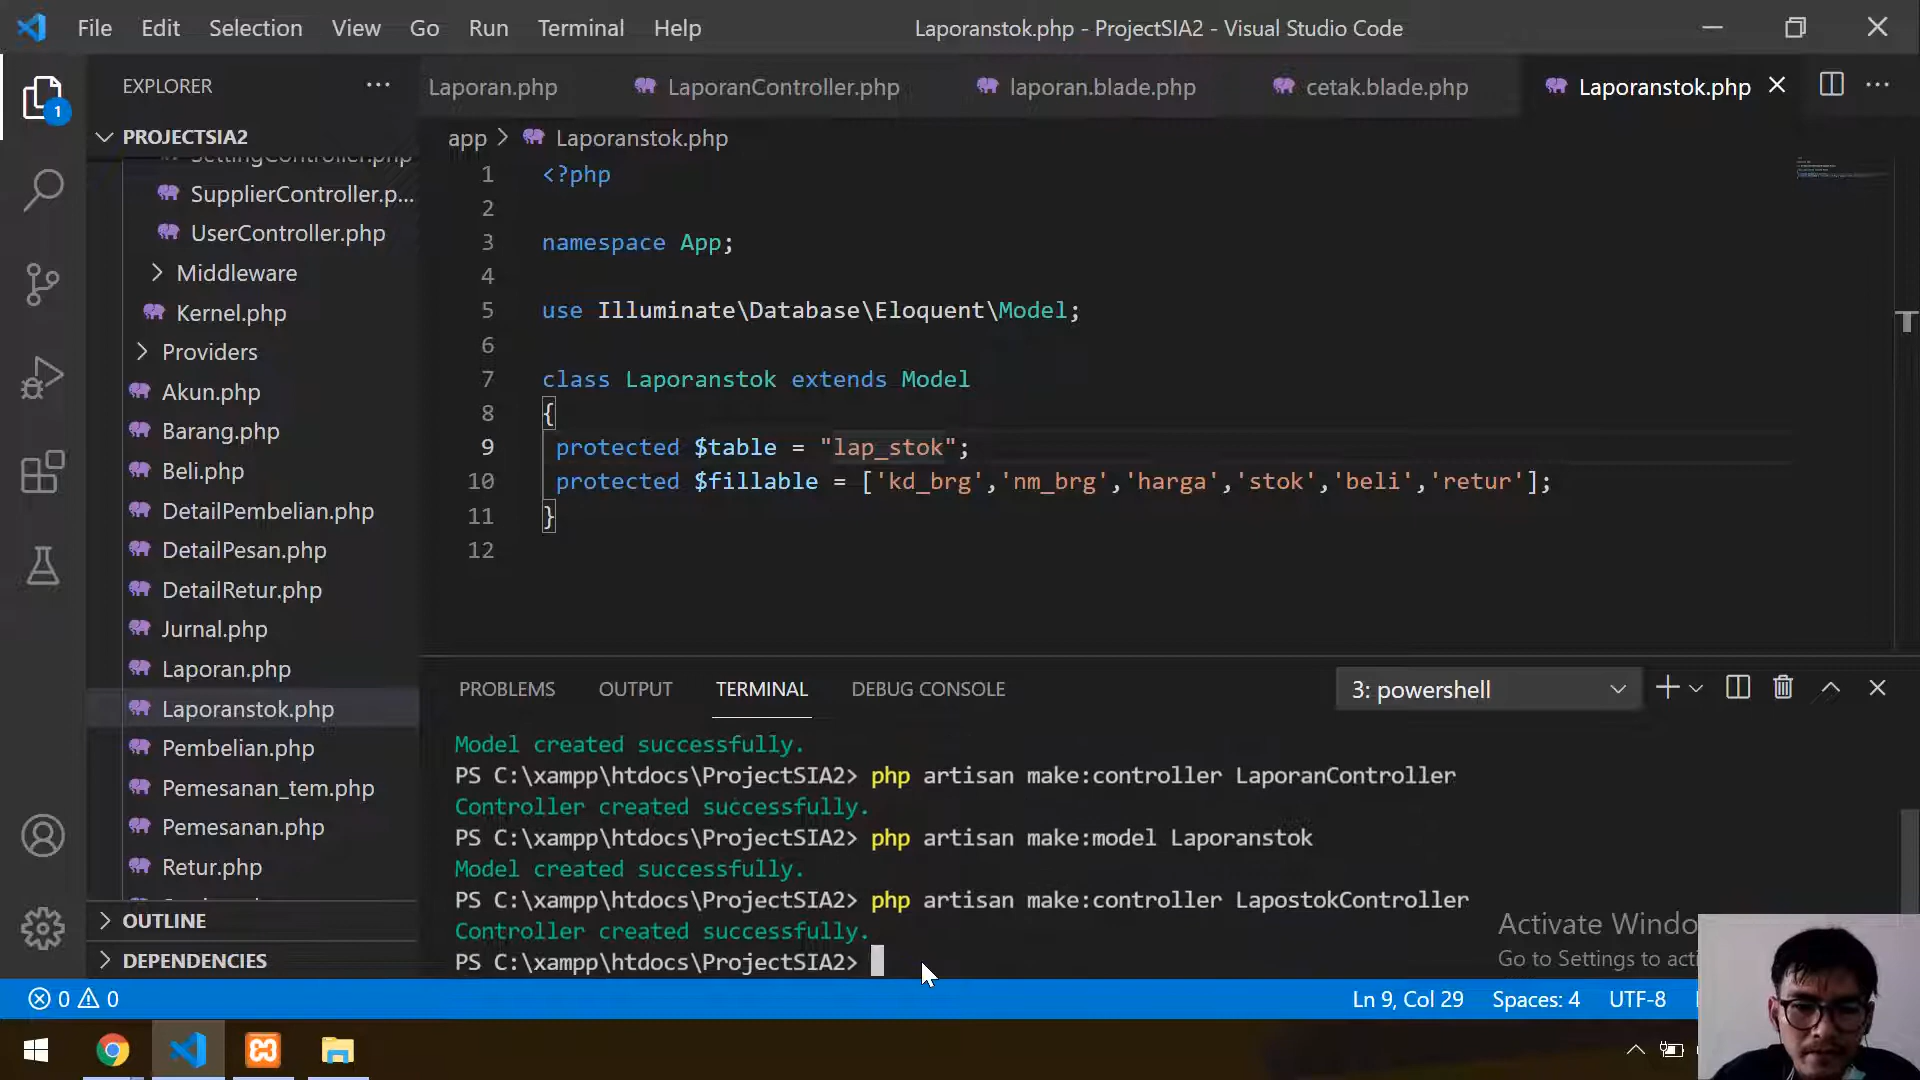 File Edit Selection View Go Run Terminal Help
Laporanstok.php - ProjectSIA2 - Visual Studio Code
EXPLORER
Laporan.php
LaporanController.php
laporan.blade.php
cetak.blade.php
Laporanstok.php
1
PROJECTSIA2
app > Laporanstok.php
SettingController.php
SupplierController.p...
UserController.php
Middleware
Kernel.php
Providers
Akun.php
Barang.php
Beli.php
DetailPembelian.php
DetailPesan.php
DetailRetur.php
Jurnal.php
Laporan.php
Laporanstok.php
Pembelian.php
Pemesanan_tem.php
Pemesanan.php
Retur.php
OUTLINE
DEPENDENCIES
1 <?php
2
3 namespace App;
4
5 use Illuminate\Database\Eloquent\Model;
6
7 class Laporanstok extends Model
8 {
9 protected $table = "lap_stok";
10 protected $fillable = ['kd_brg','nm_brg','harga','stok','beli','retur'];
11 }
12
PROBLEMS OUTPUT TERMINAL DEBUG CONSOLE
3: powershell
Model created successfully.
PS C:\xampp\htdocs\ProjectSIA2> php artisan make:controller LaporanController
Controller created successfully.
PS C:\xampp\htdocs\ProjectSIA2> php artisan make:model Laporanstok
Model created successfully.
PS C:\xampp\htdocs\ProjectSIA2> php artisan make:controller LapostokController
Controller created successfully.
PS C:\xampp\htdocs\ProjectSIA2>
Activate Windo
Go to Settings to acti
0 0
Ln 9, Col 29 Spaces: 4 UTF-8